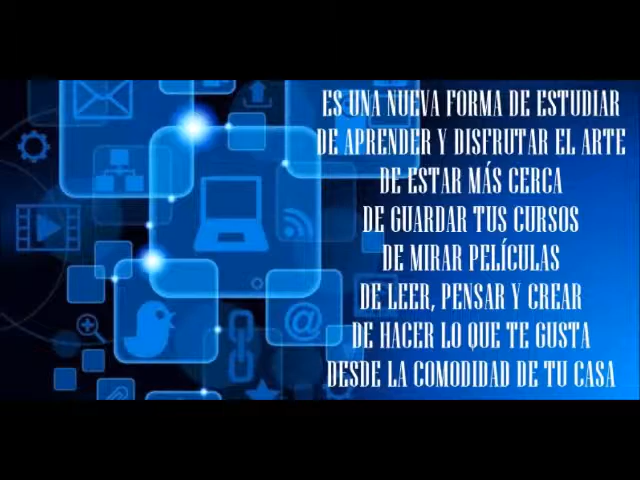 ES UNA NUEVA FORMA DE ESTUDIAR
DE APRENDER Y DISFRUTAR EL ARTE
DE ESTAR MÁS CERCA
DE GUARDAR TUS CURSOS
DE MIRAR PELÍCULAS
DE LEER, PENSAR Y CREAR
DE HACER LO QUE TE GUSTA
DESDE LA COMODIDAD DE TU CASA